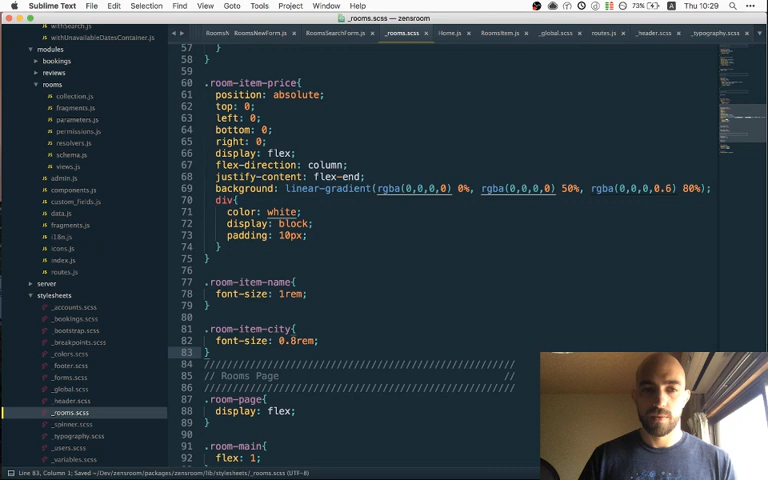 Sublime Text File Edit Selection Find View Goto Tools Project Window Help 73% A Thu 10:29
_rooms.scss — zensroom
RoomsN RoomsNewForm.js × RoomsSearchForm.js × _rooms.scss × Home.js × RoomsItem.js × _global.scss × routes.js × _header.scss × _typography.scss ×
withSearch.js
withUnavailableDatesContainer.js
modules
bookings
reviews
rooms
collection.js
fragments.js
parameters.js
permissions.js
resolvers.js
schema.js
views.js
admin.js
components.js
custom_fields.js
data.js
fragments.js
i18n.js
icons.js
index.js
routes.js
server
stylesheets
_accounts.scss
_bookings.scss
_bootstrap.scss
_breakpoints.scss
_colors.scss
_footer.scss
_forms.scss
_global.scss
_header.scss
_rooms.scss
_spinner.scss
_typography.scss
_users.scss
_variables.scss
57 }
58 }
59
60 .room-item-price{
61 position: absolute;
62 top: 0;
63 left: 0;
64 bottom: 0;
65 right: 0;
66 display: flex;
67 flex-direction: column;
68 justify-content: flex-end;
69 background: linear-gradient(rgba(0,0,0,0) 0%, rgba(0,0,0,0) 50%, rgba(0,0,0,0.6) 80%);
70 div{
71 color: white;
72 display: block;
73 padding: 10px;
74 }
75 }
76
77 .room-item-name{
78 font-size: 1rem;
79 }
80
81 .room-item-city{
82 font-size: 0.8rem;
83 }
84 //////////////////////////////////////////////////////
85 // Rooms Page //
86 //////////////////////////////////////////////////////
87 .room-page{
88 display: flex;
89 }
90
91 .room-main{
92 flex: 1;
Line 83, Column 1; Saved ~/Dev/zensroom/packages/zensroom/lib/stylesheets/_rooms.scss (UTF-8)